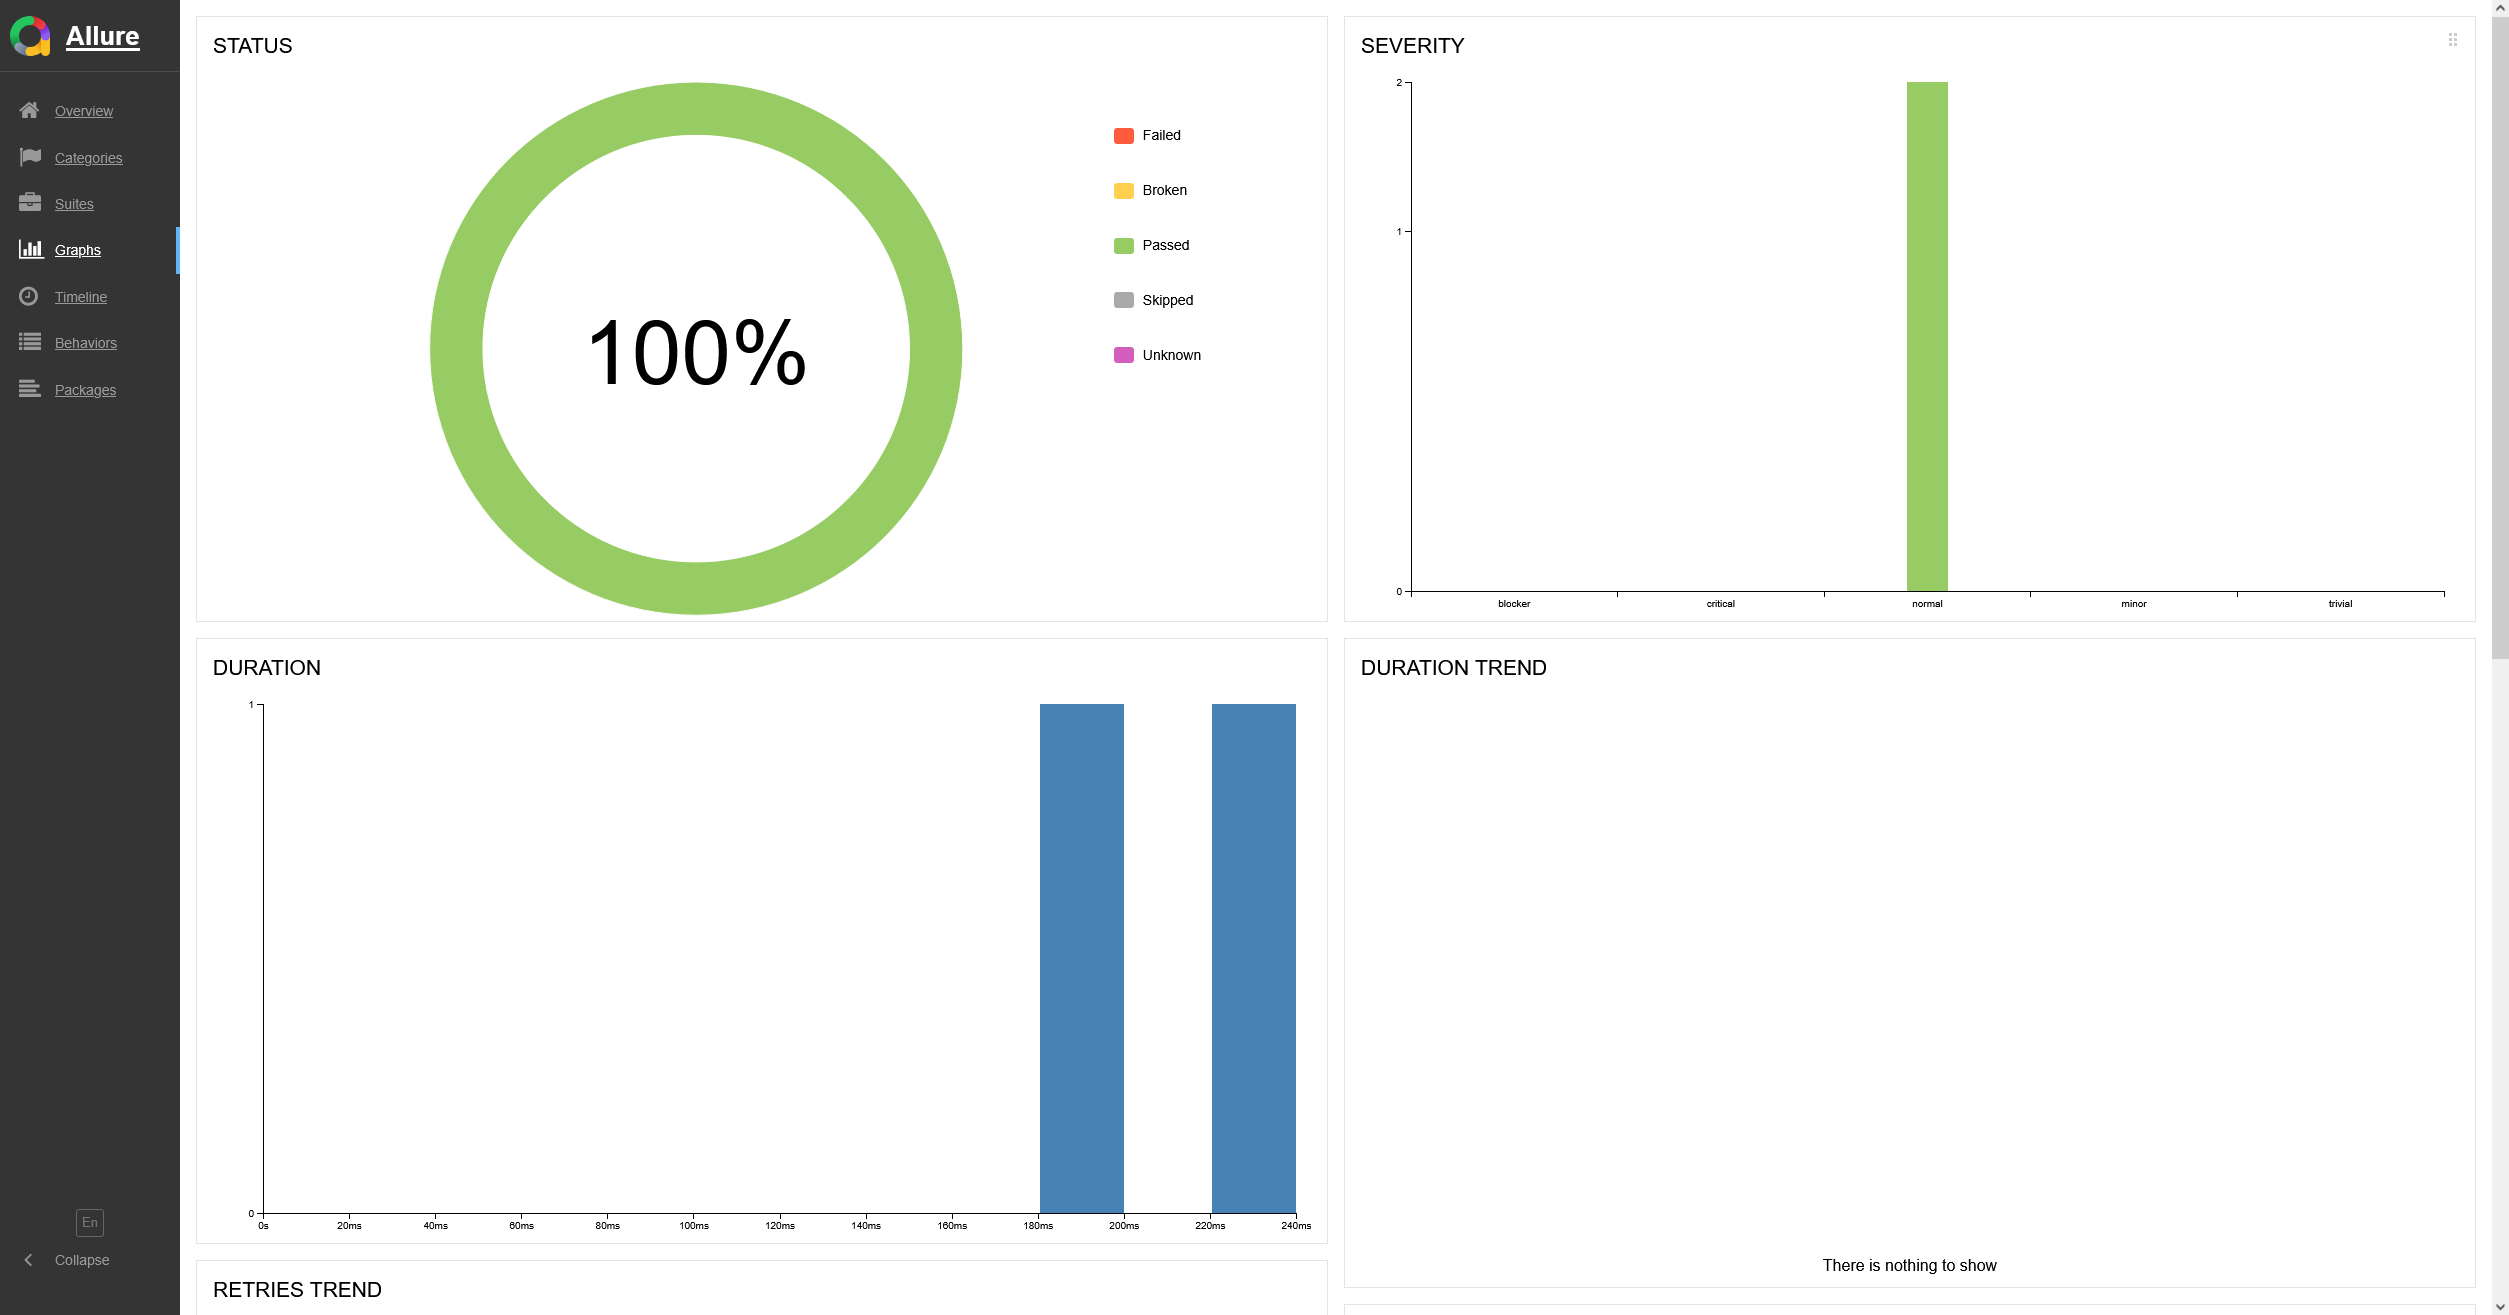 Allure
Overview
Categories
Suites
Graphs
Timeline
Behaviors
Packages
En
Collapse
STATUS
100%
Failed
Broken
Passed
Skipped
Unknown
SEVERITY
2
1
0
blocker critical normal minor trivial
DURATION
1
0
0s 20ms 40ms 60ms 80ms 100ms 120ms 140ms 160ms 180ms 200ms 220ms 240ms
DURATION TREND
There is nothing to show
RETRIES TREND